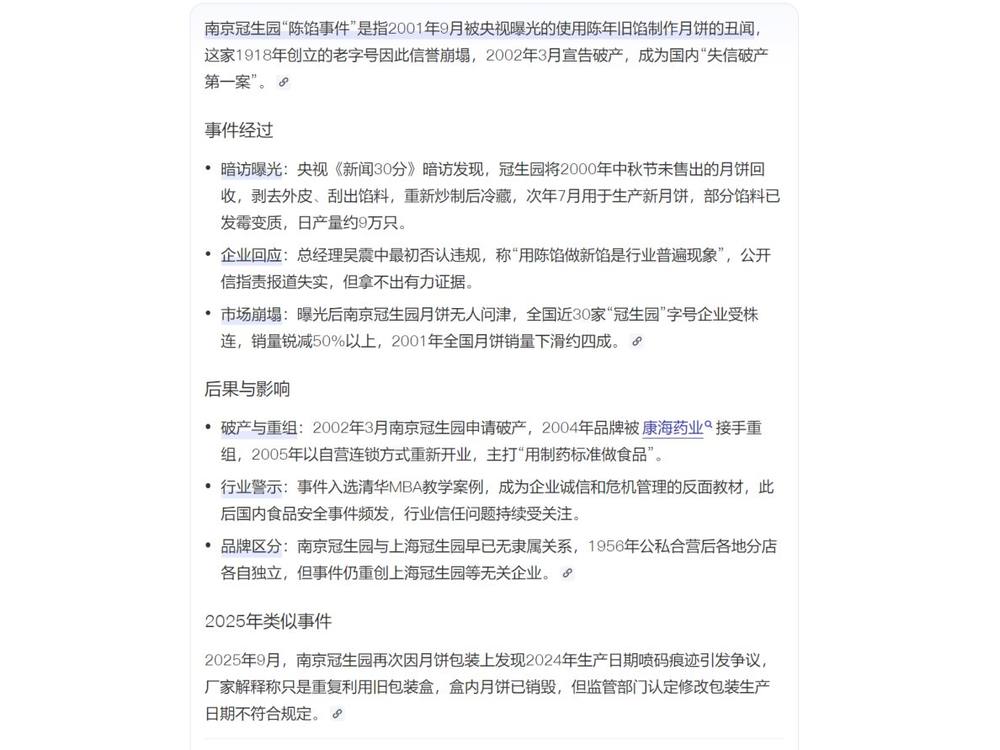 南京冠生园“陈馅事件”是指2001年9月被央视曝光的使用陈年旧馅制作月饼的丑闻，
这家1918年创立的老字号因此信誉崩塌，2002年3月宣告破产，成为国内“失信破产
第一案”。
事件经过
• 暗访曝光：央视《新闻30分》暗访发现，冠生园将2000年中秋节未售出的月饼回
收，剥去外皮、刮出馅料，重新炒制后冷藏，次年7月用于生产新月饼，部分馅料已
发霉变质，日产量约9万只。
• 企业回应：总经理吴震中最初否认违规，称“用陈馅做新馅是行业普遍现象”，公开
信指责报道失实，但拿不出有力证据。
• 市场崩塌：曝光后南京冠生园月饼无人问津，全国近30家“冠生园”字号企业受株
连，销量锐减50%以上，2001年全国月饼销量下滑约四成。
后果与影响
• 破产与重组：2002年3月南京冠生园申请破产，2004年品牌被 康海药业 接手重
组，2005年以自营连锁方式重新开业，主打“用制药标准做食品”。
• 行业警示：事件入选清华MBA教学案例，成为企业诚信和危机管理的反面教材，此
后国内食品安全事件频发，行业信任问题持续受关注。
• 品牌区分：南京冠生园与上海冠生园早已无隶属关系，1956年公私合营后各地分店
各自独立，但事件仍重创上海冠生园等无关企业。
2025年类似事件
2025年9月，南京冠生园再次因月饼包装上发现2024年生产日期喷码痕迹引发争议，
厂家解释称只是重复利用旧包装盒，盒内月饼已销毁，但监管部门认定修改包装生产
日期不符合规定。